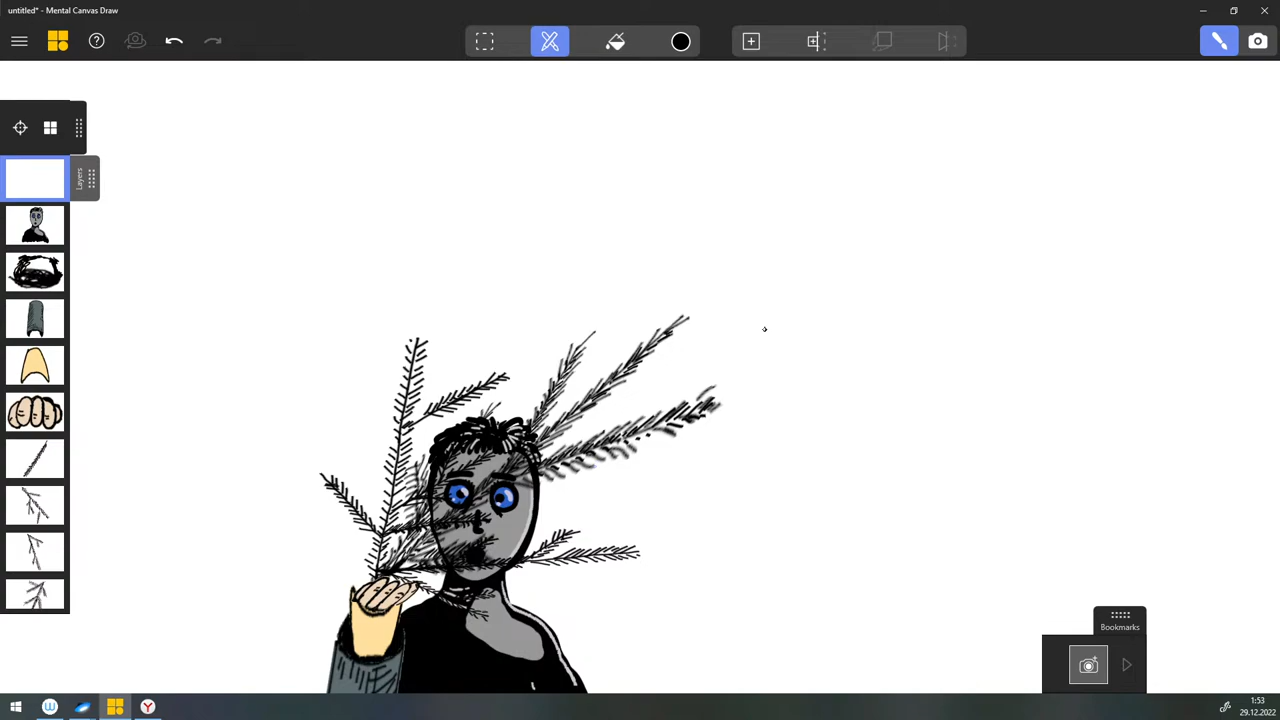 untitled* - Mental Canvas Draw
Layers
Bookmarks
1:53
29.12.2022